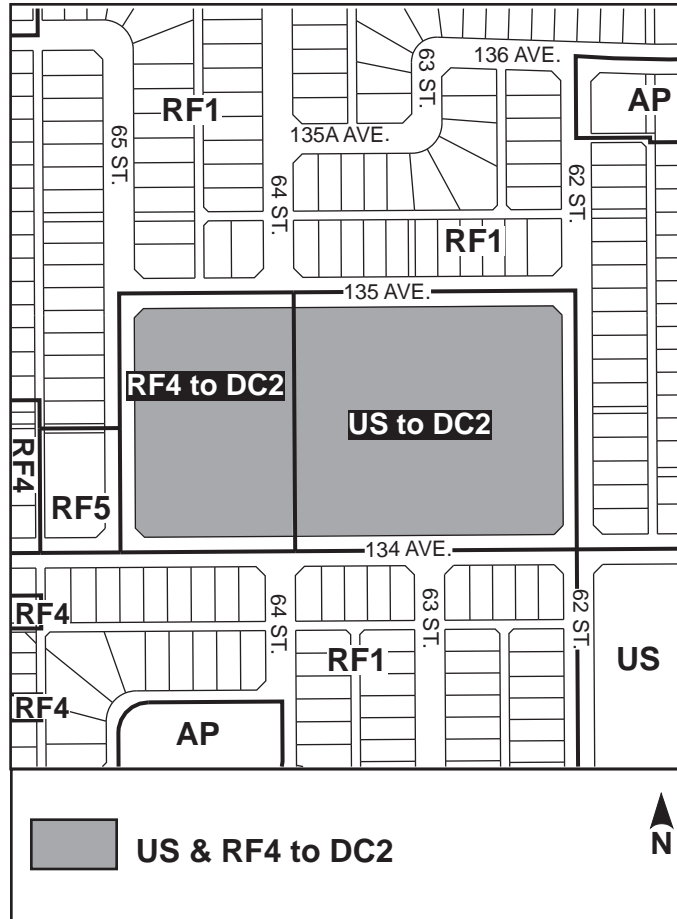 136 AVE.
63 ST.
RF1
AP
135A AVE.
65 ST.
64 ST.
62 ST.
RF1
135 AVE.
RF4 to DC2
US to DC2
RF4
RF5
134 AVE.
RF4
64 ST.
63 ST.
62 ST.
RF1
US
RF4
AP
US & RF4 to DC2
N